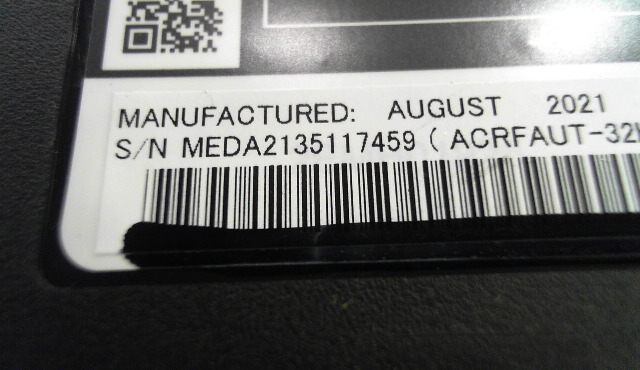 MANUFACTURED: AUGUST 2021
S/N MEDA2135117459 ( ACRFAUT-32